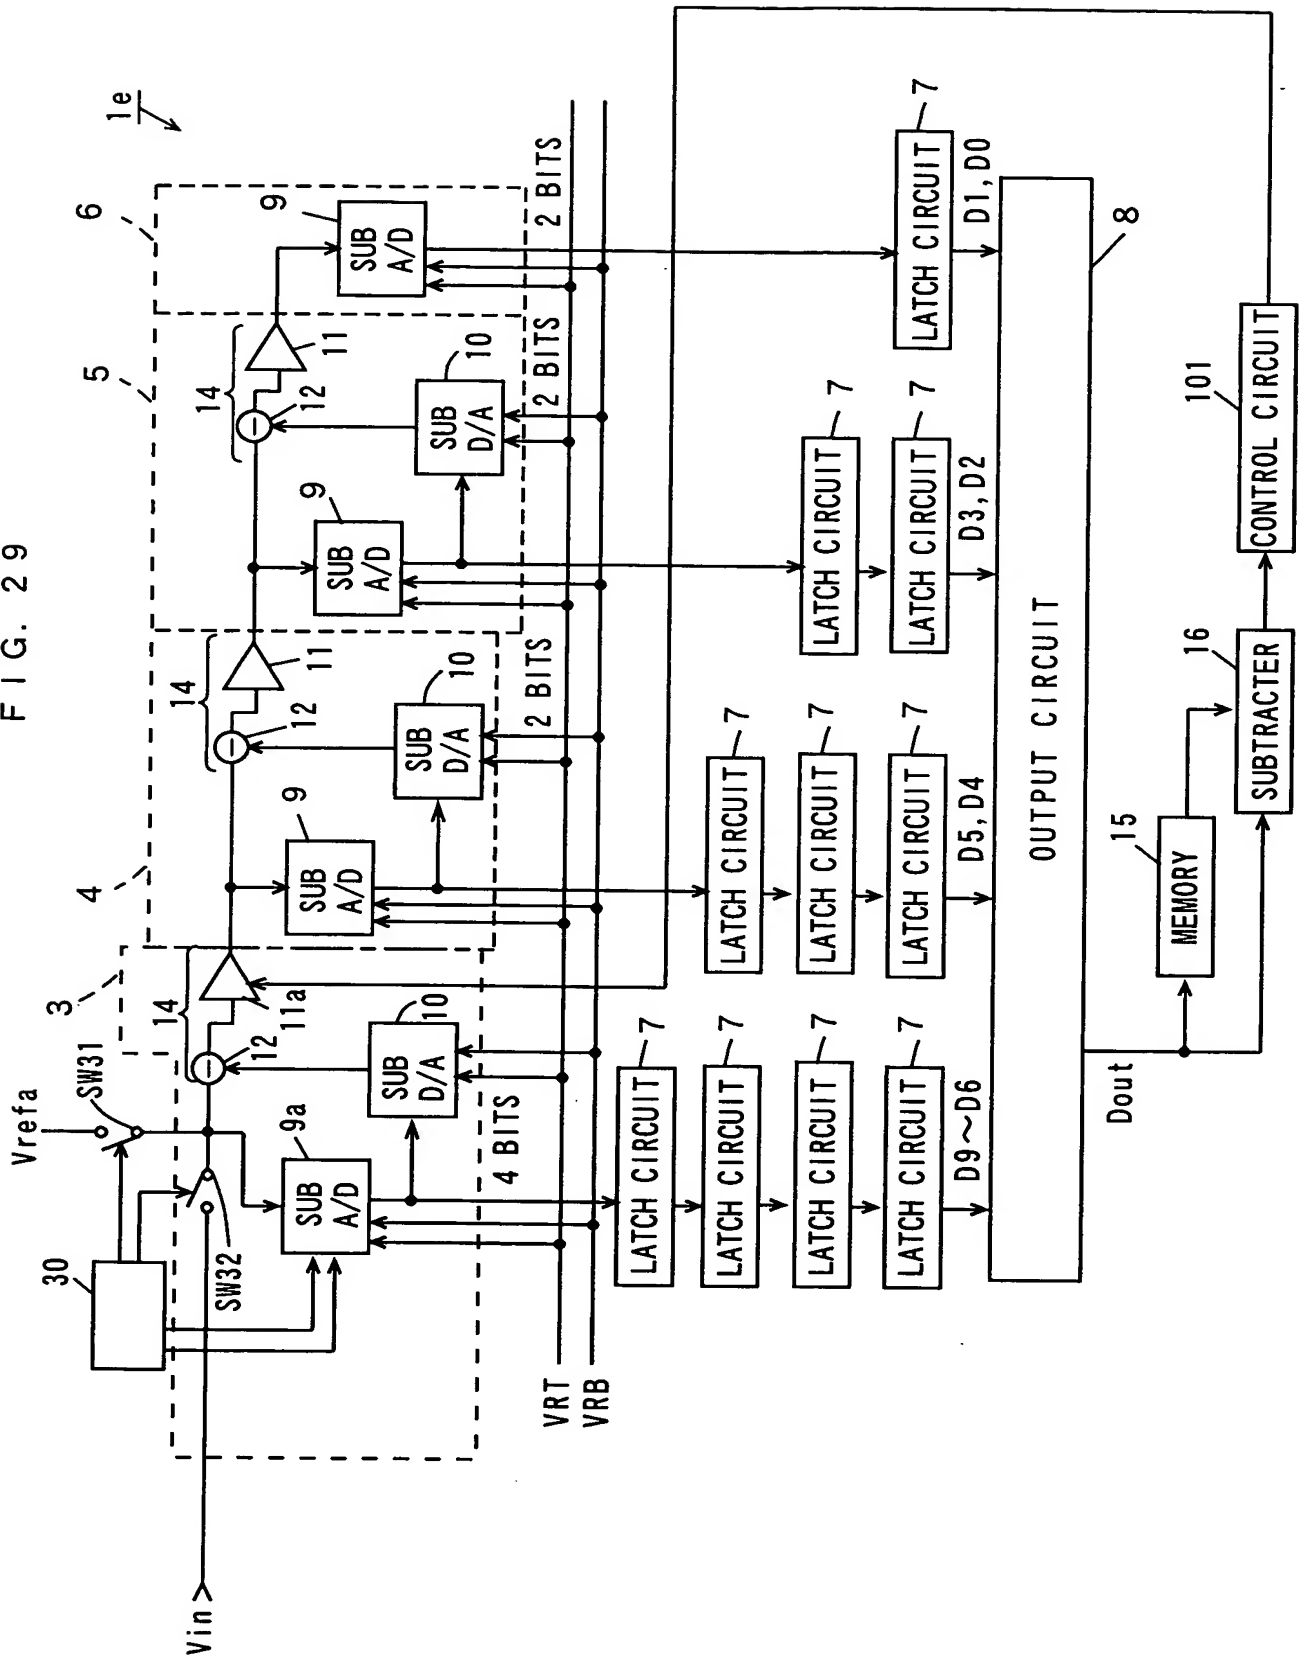 FIG. 29
1e
Vrefa
30
SW31
SW32
3
4
5
6
14
14
14
12
11a
12
11
12
11
Vin
SUB A/D
9a
SUB D/A
10
SUB A/D
9
SUB D/A
10
SUB A/D
9
SUB D/A
10
SUB A/D
9
4 BITS
2 BITS
2 BITS
2 BITS
VRT
VRB
LATCH CIRCUIT
7
LATCH CIRCUIT
7
LATCH CIRCUIT
7
LATCH CIRCUIT
7
LATCH CIRCUIT
7
LATCH CIRCUIT
7
LATCH CIRCUIT
7
LATCH CIRCUIT
7
LATCH CIRCUIT
7
LATCH CIRCUIT
7
D9~D6
D5, D4
D3, D2
D1, D0
OUTPUT CIRCUIT
8
Dout
MEMORY
15
SUBTRACTER
16
CONTROL CIRCUIT
101